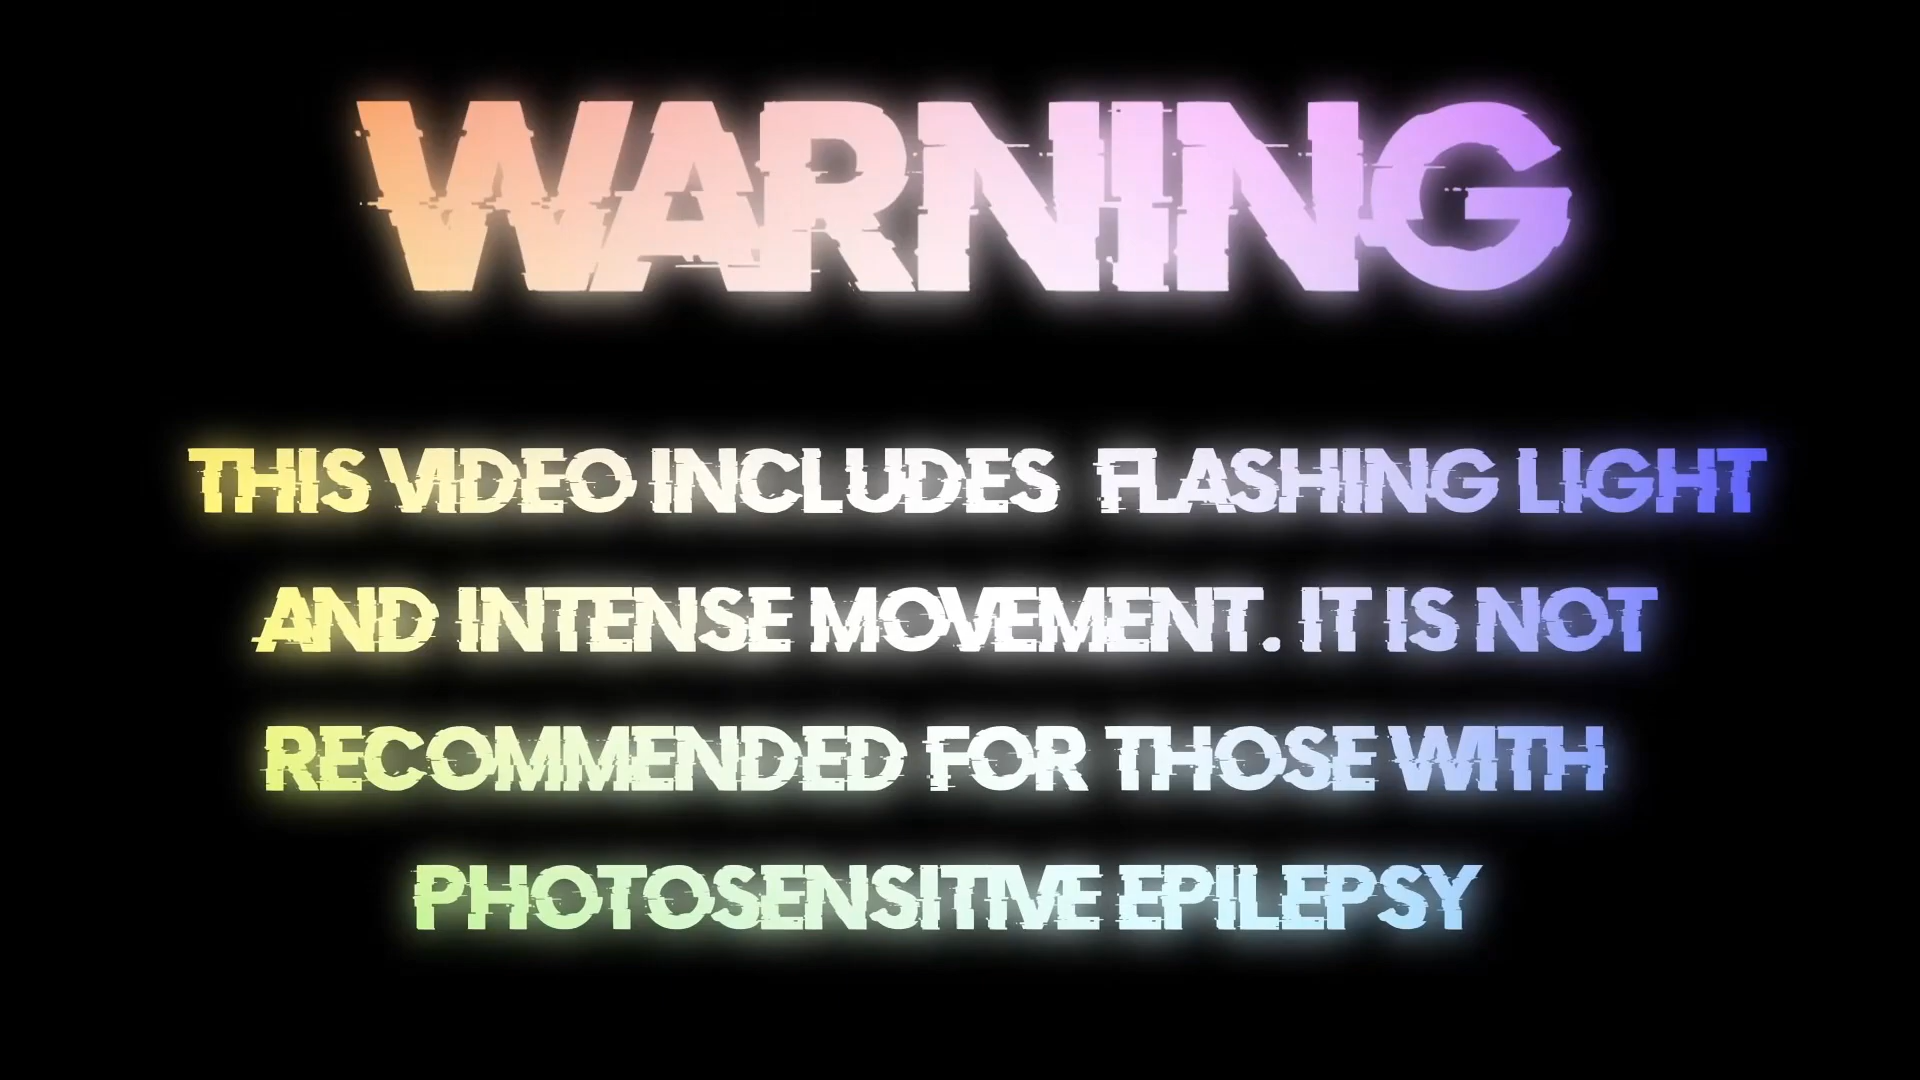 WARNING
THIS VIDEO INCLUDES FLASHING LIGHT
AND INTENSE MOVEMENT. IT IS NOT
RECOMMENDED FOR THOSE WITH
PHOTOSENSITIVE EPILEPSY